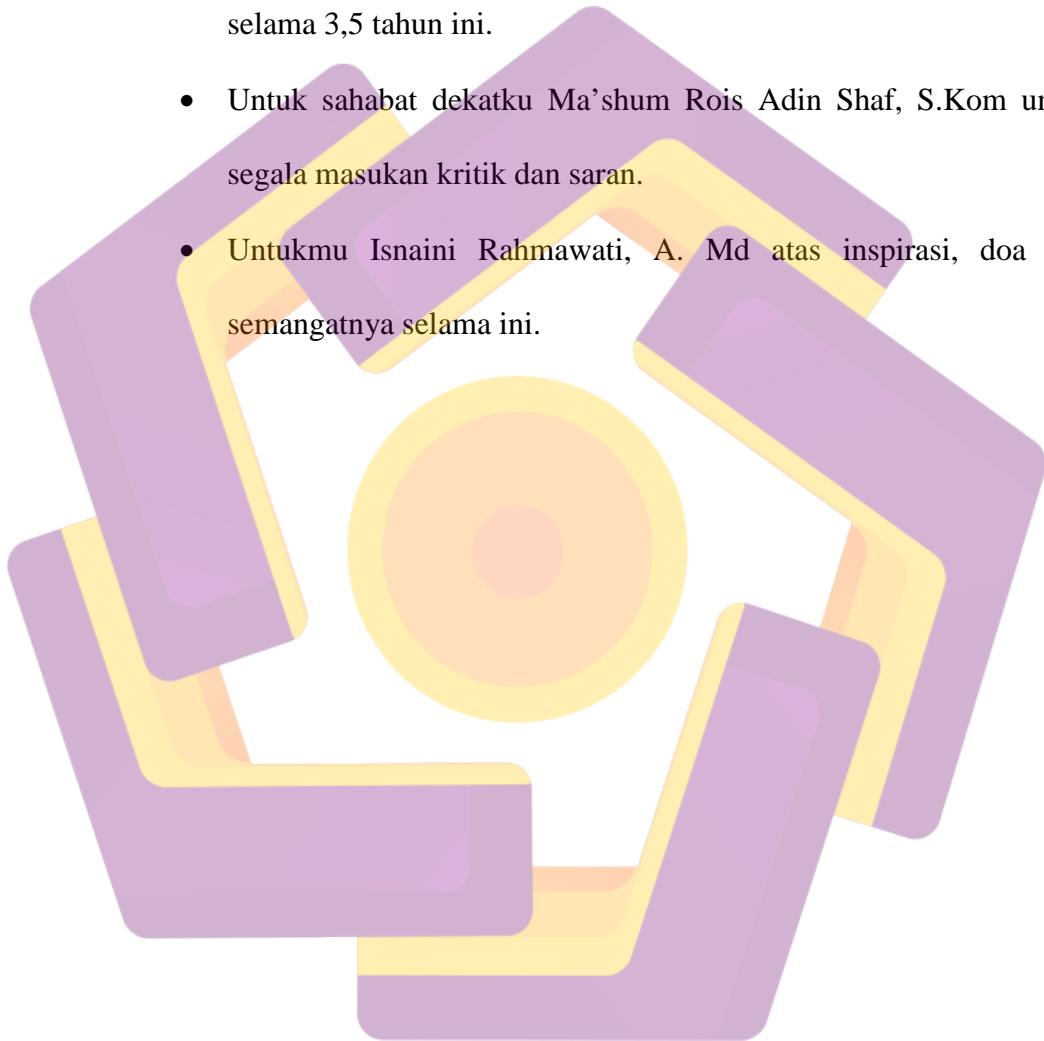 selama 3,5 tahun ini.
• Untuk sahabat dekatku Ma’shum Rois Adin Shaf, S.Kom
segala masukan kritik dan saran.
• Untukmu Isnaini Rahmawati, A. Md atas inspirasi, doa
semangatnya selama ini.